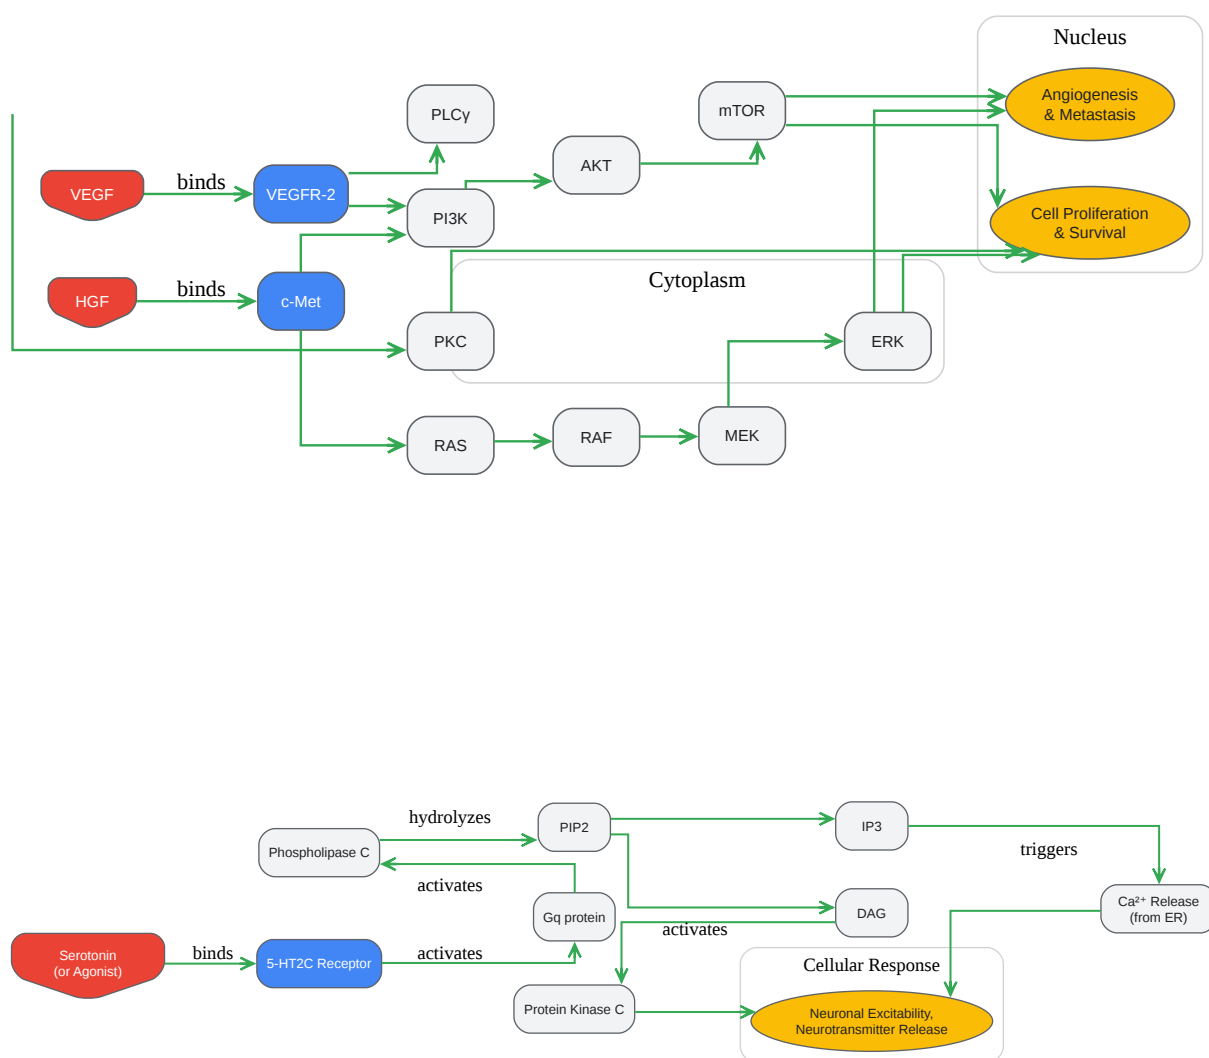 Nucleus
Angiogenesis
& Metastasis
PLCγ
mTOR
AKT
VEGF
binds
VEGFR-2
PI3K
Cell Proliferation
& Survival
HGF
binds
c-Met
Cytoplasm
PKC
ERK
RAS
RAF
MEK
hydrolyzes
PIP2
IP3
Phospholipase C
triggers
activates
Gq protein
DAG
Ca²⁺ Release
(from ER)
activates
Serotonin
(or Agonist)
binds
5-HT2C Receptor
activates
Cellular Response
Protein Kinase C
Neuronal Excitability,
Neurotransmitter Release